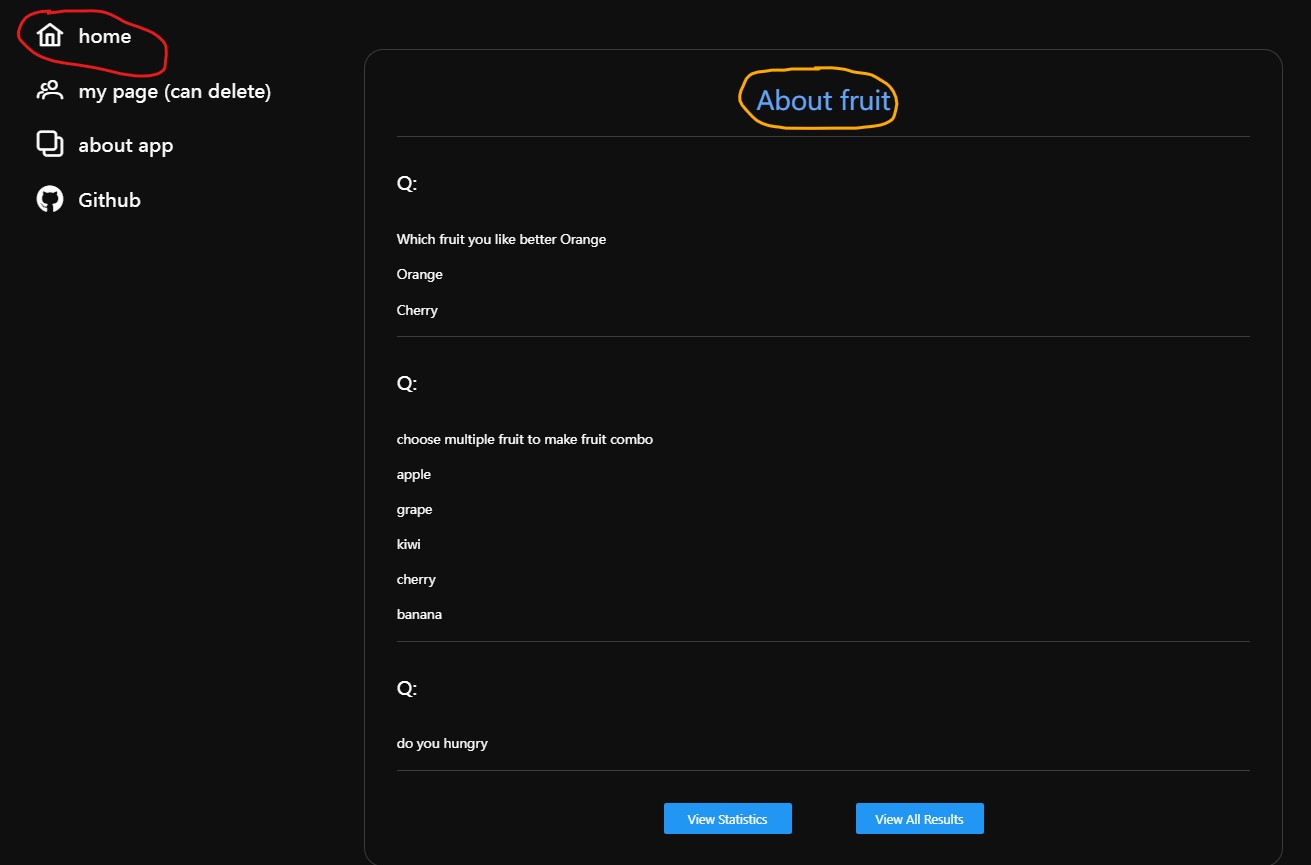 home
my page (can delete)
about app
Github
About fruit
Q:
Which fruit you like better Orange
Orange
Cherry
Q:
choose multiple fruit to make fruit combo
apple
grape
kiwi
cherry
banana
Q:
do you hungry
View Statistics
View All Results